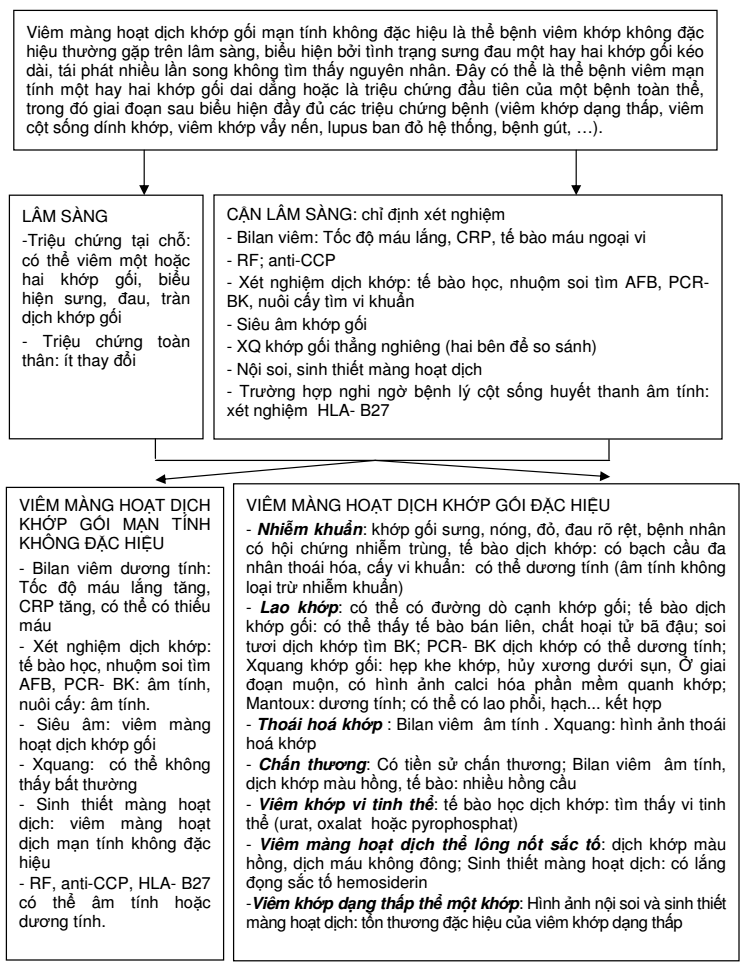 Viêm màng hoạt dịch khớp gối mạn tính không đặc hiệu là thể bệnh viêm khớp không đặc
hiệu thường gặp trên lâm sàng, biểu hiện bởi tình trạng sưng đau một hay hai khớp gối kéo
dài, tái phát nhiều lần song không tìm thấy nguyên nhân. Đây có thể là thể bệnh viêm mạn
tính một hay hai khớp gối dai dẳng hoặc là triệu chứng đầu tiên của một bệnh toàn thể,
trong đó giai đoạn sau biểu hiện đầy đủ các triệu chứng bệnh (viêm khớp dạng thấp, viêm
cột sống dính khớp, viêm khớp vẩy nến, lupus ban đỏ hệ thống, bệnh gút, …).
LÂM SÀNG
-Triệu chứng tại chỗ:
có thể viêm một hoặc
hai khớp gối, biểu
hiện sưng, đau, tràn
dịch khớp gối
- Triệu chứng toàn
thân: ít thay đổi
CẬN LÂM SÀNG: chỉ định xét nghiệm
- Bilan viêm: Tốc độ máu lắng, CRP, tế bào máu ngoại vi
- RF; anti-CCP
- Xét nghiệm dịch khớp: tế bào học, nhuộm soi tìm AFB, PCR-
BK, nuôi cấy tìm vi khuẩn
- Siêu âm khớp gối
- XQ khớp gối thẳng nghiêng (hai bên để so sánh)
- Nội soi, sinh thiết màng hoạt dịch
- Trường hợp nghi ngờ bệnh lý cột sống huyết thanh âm tính:
xét nghiệm HLA- B27
VIÊM MÀNG HOẠT DỊCH
KHỚP GỐI MẠN TÍNH
KHÔNG ĐẶC HIỆU
- Bilan viêm dương tính:
Tốc độ máu lắng tăng,
CRP tăng, có thể có thiếu
máu
- Xét nghiệm dịch khớp:
tế bào học, nhuộm soi tìm
AFB, PCR- BK: âm tính,
nuôi cấy: âm tính.
- Siêu âm: viêm màng
hoạt dịch khớp gối
- Xquang: có thể không
thấy bất thường
- Sinh thiết màng hoạt
dịch: viêm màng hoạt
dịch mạn tính không đặc
hiệu
- RF, anti-CCP, HLA- B27
có thể âm tính hoặc
dương tính.
VIÊM MÀNG HOẠT DỊCH KHỚP GỐI ĐẶC HIỆU
- Nhiễm khuẩn: khớp gối sưng, nóng, đỏ, đau rõ rệt, bệnh nhân
có hội chứng nhiễm trùng, tế bào dịch khớp: có bạch cầu đa
nhân thoái hóa, cấy vi khuẩn: có thể dương tính (âm tính không
loại trừ nhiễm khuẩn)
- Lao khớp: có thể có đường dò cạnh khớp gối; tế bào dịch
khớp gối: có thể thấy tế bào bán liên, chất hoại tử bã đậu; soi
tươi dịch khớp tìm BK; PCR- BK dịch khớp có thể dương tính;
Xquang khớp gối: hẹp khe khớp, hủy xương dưới sụn, Ở giai
đoạn muộn, có hình ảnh calci hóa phần mềm quanh khớp;
Mantoux: dương tính; có thể có lao phổi, hạch... kết hợp
- Thoái hoá khớp : Bilan viêm âm tính . Xquang: hình ảnh thoái
hoá khớp
- Chấn thương: Có tiền sử chấn thương; Bilan viêm âm tính,
dịch khớp màu hồng, tế bào: nhiều hồng cầu
- Viêm khớp vi tinh thể: tế bào học dịch khớp: tìm thấy vi tinh
thể (urat, oxalat hoặc pyrophosphat)
- Viêm màng hoạt dịch thể lông nốt sắc tố: dịch khớp màu
hồng, dịch máu không đông; Sinh thiết màng hoạt dịch: có lắng
đọng sắc tố hemosiderin
-Viêm khớp dạng thấp thể một khớp: Hình ảnh nội soi và sinh thiết
màng hoạt dịch: tổn thương đặc hiệu của viêm khớp dạng thấp